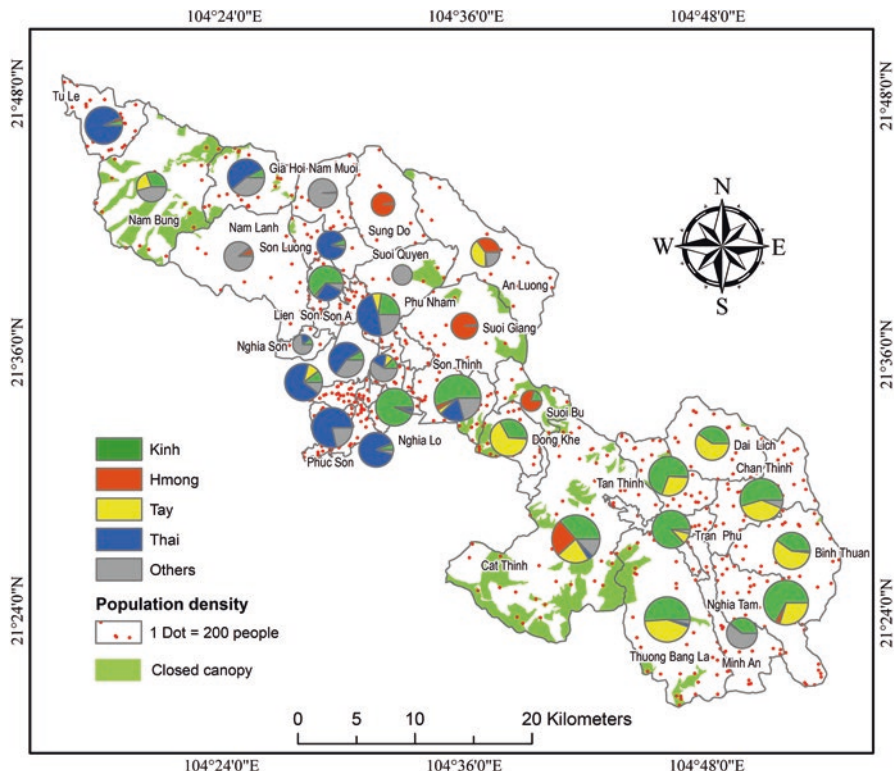 104°24'0"E 104°36'0"E 104°48'0"E
21°48'0"N 21°48'0"N
Tu Le
Gia Hoi Nam Muoi
N
W E
S
Nam Bung
Nam Lanh
Sung Do
Son Luong
Suoi Quyen
An Luong
Phu Nham
Lien Son Son A
Suoi Giang
21°36'0"N 21°36'0"N
Nghia Son
Son Thinh
Suoi Bu
Nghia Lo
Dong Khe
Dai Lich
Phuc Son
Chan Thinh
Tan Thinh
Tran Phu
Binh Thuan
Cat Thinh
21°24'0"N 21°24'0"N
Nghia Tam
Thuong Bang La
Minh An
Kinh
Hmong
Tay
Thai
Others
Population density
1 Dot = 200 people
Closed canopy
0 5 10 20 Kilometers
104°24'0"E 104°36'0"E 104°48'0"E